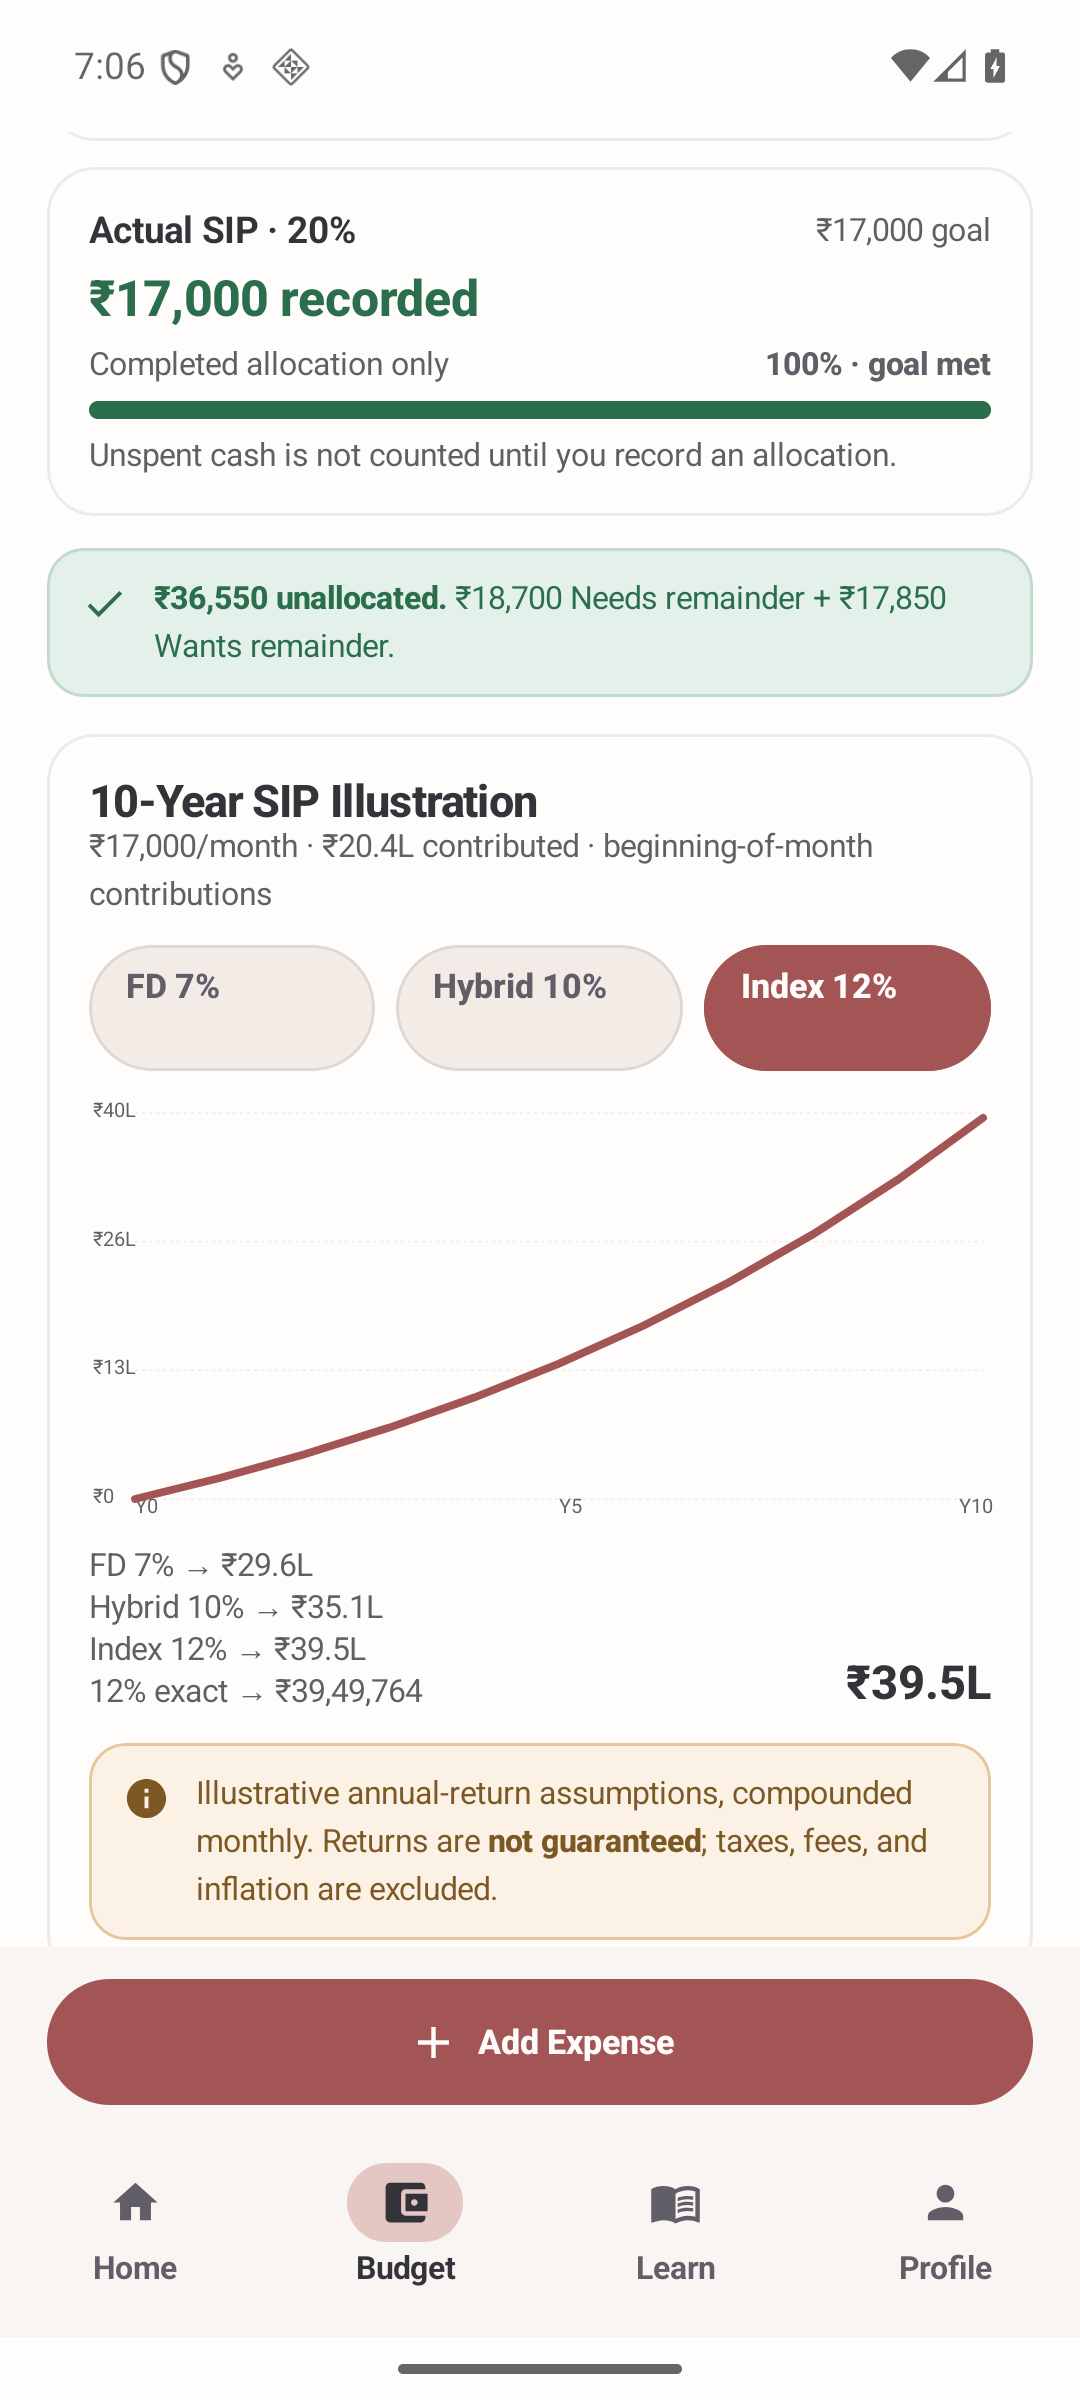 7:06
Actual SIP · 20%
₹17,000 goal
₹17,000 recorded
Completed allocation only
100% · goal met
Unspent cash is not counted until you record an allocation.
₹36,550 unallocated. ₹18,700 Needs remainder + ₹17,850
Wants remainder.
10-Year SIP Illustration
₹17,000/month · ₹20.4L contributed · beginning-of-month
contributions
FD 7%
Hybrid 10%
Index 12%
₹40L
₹26L
₹13L
₹0
Y0
Y5
Y10
FD 7% → ₹29.6L
Hybrid 10% → ₹35.1L
Index 12% → ₹39.5L
12% exact → ₹39,49,764
₹39.5L
Illustrative annual-return assumptions, compounded
monthly. Returns are not guaranteed; taxes, fees, and
inflation are excluded.
Add Expense
Home
Budget
Learn
Profile